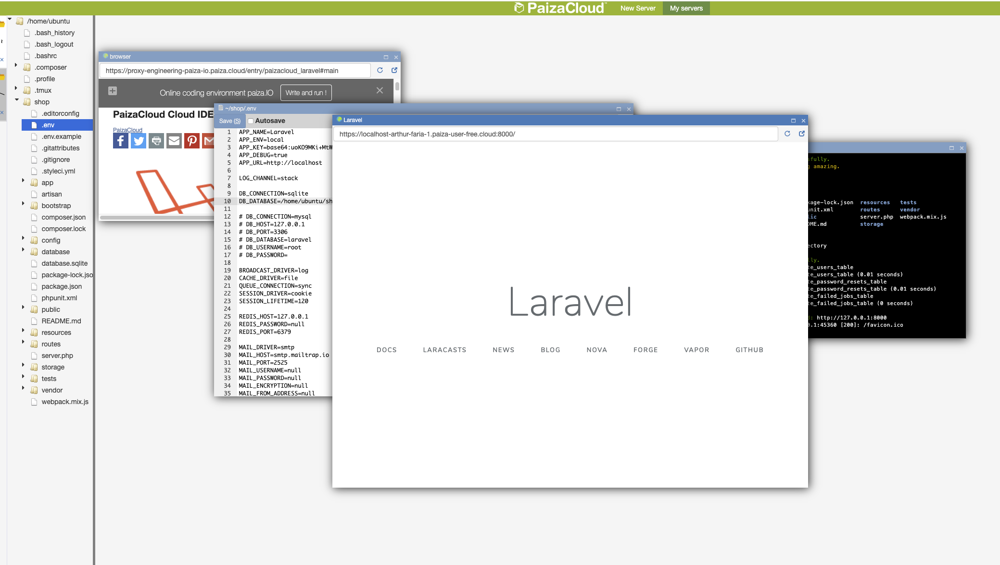 PaizaCloud™
New Server
My servers
/home/ubuntu
.bash_history
.bash_logout
.bashrc
.composer
.profile
.tmux
shop
.editorconfig
.env
.env.example
.gitattributes
.gitignore
.styleci.yml
app
artisan
bootstrap
composer.json
composer.lock
config
database
database.sqlite
package-lock.jso
package.json
phpunit.xml
public
README.md
resources
routes
server.php
storage
tests
vendor
webpack.mix.js
browser
https://proxy-engineering-paiza-io.paiza.cloud/entry/paizacloud_laravel#main
Online coding environment paiza.IO
Write and run !
PaizaCloud Cloud IDE
PaizaCloud
~/shop/.env
Save (S)
Autosave
1 APP_NAME=Laravel
2 APP_ENV=local
3 APP_KEY=base64:uoKO9MKi+MtW
4 APP_DEBUG=true
5 APP_URL=http://localhost
6
7 LOG_CHANNEL=stack
8
9 DB_CONNECTION=sqlite
10 DB_DATABASE=/home/ubuntu/sh
11
12 # DB_CONNECTION=mysql
13 # DB_HOST=127.0.0.1
14 # DB_PORT=3306
15 # DB_DATABASE=laravel
16 # DB_USERNAME=root
17 # DB_PASSWORD=
18
19 BROADCAST_DRIVER=log
20 CACHE_DRIVER=file
21 QUEUE_CONNECTION=sync
22 SESSION_DRIVER=cookie
23 SESSION_LIFETIME=120
24
25 REDIS_HOST=127.0.0.1
26 REDIS_PASSWORD=null
27 REDIS_PORT=6379
28
29 MAIL_DRIVER=smtp
30 MAIL_HOST=smtp.mailtrap.io
31 MAIL_PORT=2525
32 MAIL_USERNAME=null
33 MAIL_PASSWORD=null
34 MAIL_ENCRYPTION=null
35 MAIL_FROM_ADDRESS=null
Laravel
https://localhost-arthur-faria-1.paiza-user-free.cloud:8000/
Laravel
DOCS LARACASTS NEWS BLOG NOVA FORGE VAPOR GITHUB
sfully.
g amazing.
kage-lock.json resources tests
unit.xml routes vendor
lic server.php webpack.mix.js
DME.md storage
ectory
lly.
te_users_table
te_users_table (0.01 seconds)
te_password_resets_table
te_password_resets_table (0.01 seconds)
te_failed_jobs_table
te_failed_jobs_table (0 seconds)
d: http://127.0.0.1:8000
0.1:45360 [200]: /favicon.ico